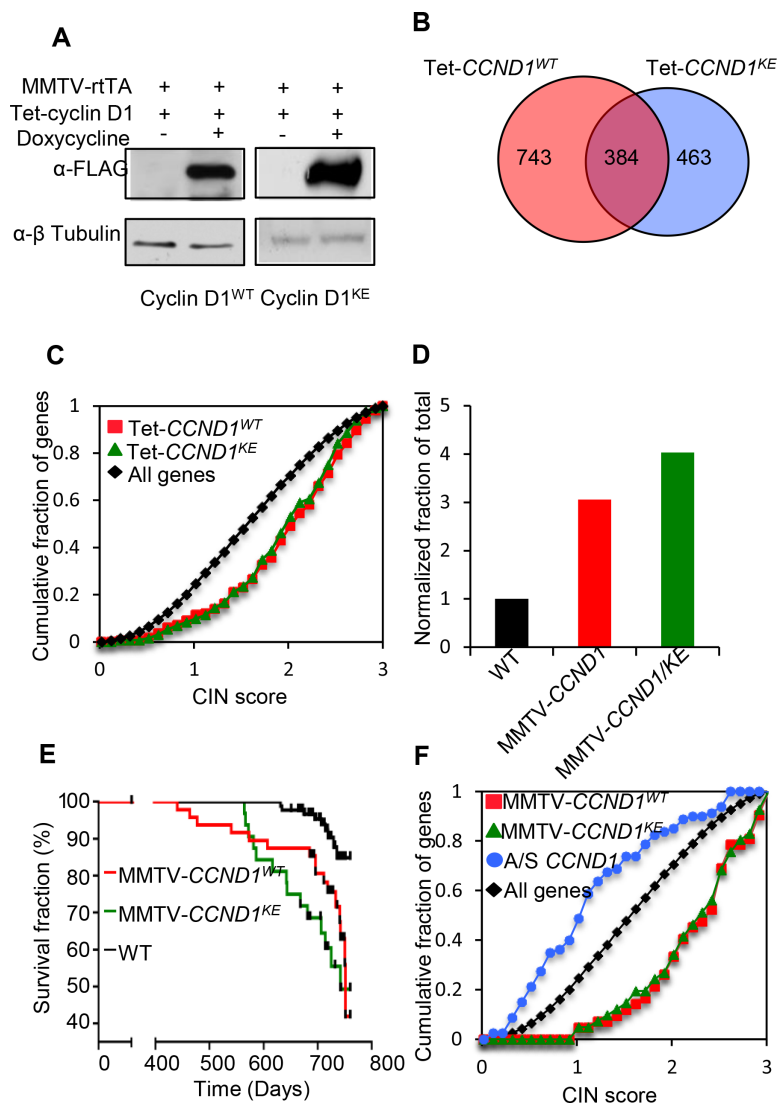 A
MMTV-rtTA + + + +
Tet-cyclin D1 + + + +
Doxycycline - + - +
α-FLAG
α-β Tubulin
Cyclin D1WT Cyclin D1KE
B
Tet-CCND1WT Tet-CCND1KE
743 384 463
C
Cumulative fraction of genes
1
0.8
0.6
0.4
0.2
0
Tet-CCND1WT
Tet-CCND1KE
All genes
0 1 2 3
CIN score
D
Normalized fraction of total
5
4
3
2
1
0
WT
MMTV-CCND1
MMTV-CCND1/KE
E
Survival fraction (%)
100
90
80
70
60
50
40
MMTV-CCND1WT
MMTV-CCND1KE
WT
0 400 500 600 700 800
Time (Days)
F
Cumulative fraction of genes
1
0.8
0.6
0.4
0.2
0
MMTV-CCND1WT
MMTV-CCND1KE
A/S CCND1
All genes
0 1 2 3
CIN score